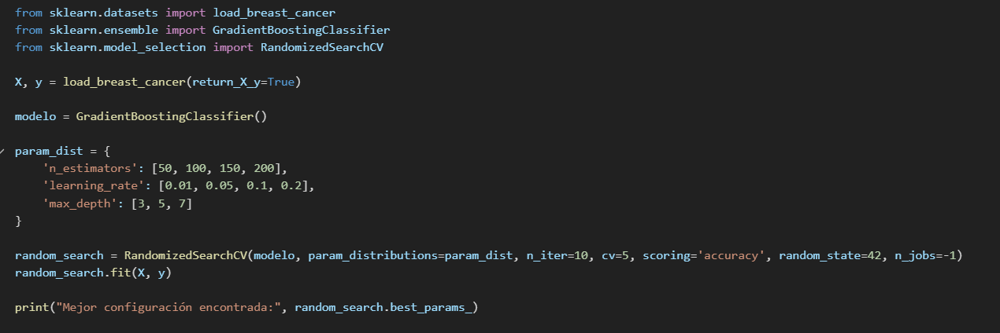 from sklearn.datasets import load_breast_cancer
from sklearn.ensemble import GradientBoostingClassifier
from sklearn.model_selection import RandomizedSearchCV
X, y = load_breast_cancer(return_X_y=True)
modelo = GradientBoostingClassifier()
param_dist = {
    'n_estimators': [50, 100, 150, 200],
    'learning_rate': [0.01, 0.05, 0.1, 0.2],
    'max_depth': [3, 5, 7]
}
random_search = RandomizedSearchCV(modelo, param_distributions=param_dist, n_iter=10, cv=5, scoring='accuracy', random_state=42, n_jobs=-1)
random_search.fit(X, y)
print("Mejor configuración encontrada:", random_search.best_params_)